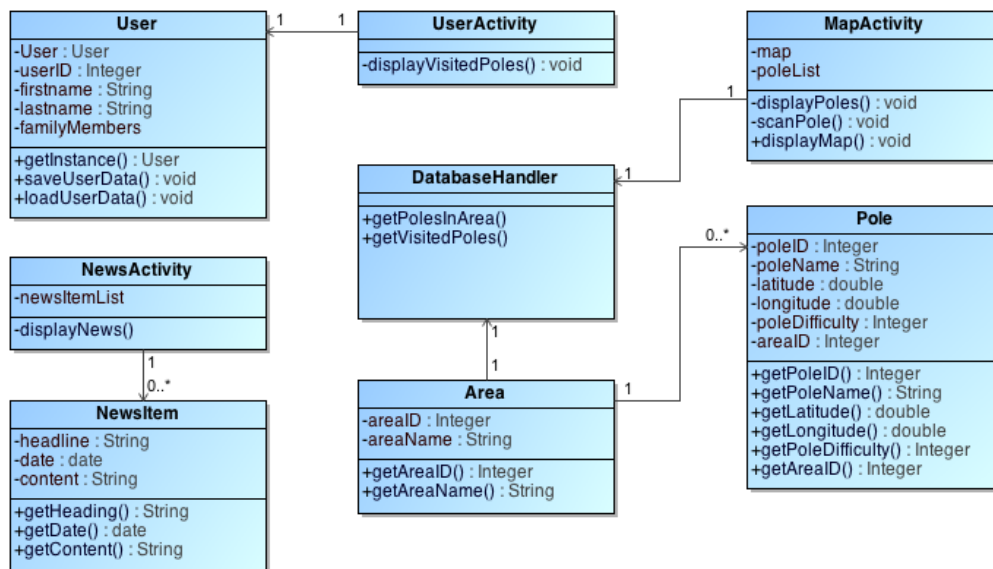 User
-User : User
-userID : Integer
-firstname : String
-lastname : String
-familyMembers
+getInstance() : User
+saveUserData() : void
+loadUserData() : void
1
1
UserActivity
-displayVisitedPoles() : void
MapActivity
-map
-poleList
-displayPoles() : void
-scanPole() : void
+displayMap() : void
1
1
DatabaseHandler
+getPolesInArea()
+getVisitedPoles()
NewsActivity
-newsItemList
-displayNews()
1
0..*
NewsItem
-headline : String
-date : date
-content : String
+getHeading() : String
+getDate() : date
+getContent() : String
1
1
Area
-areaID : Integer
-areaName : String
+getAreaID() : Integer
+getAreaName() : String
1
0..*
Pole
-poleID : Integer
-poleName : String
-latitude : double
-longitude : double
-poleDifficulty : Integer
-areaID : Integer
+getPoleID() : Integer
+getPoleName() : String
+getLatitude() : double
+getLongitude() : double
+getPoleDifficulty() : Integer
+getAreaID() : Integer